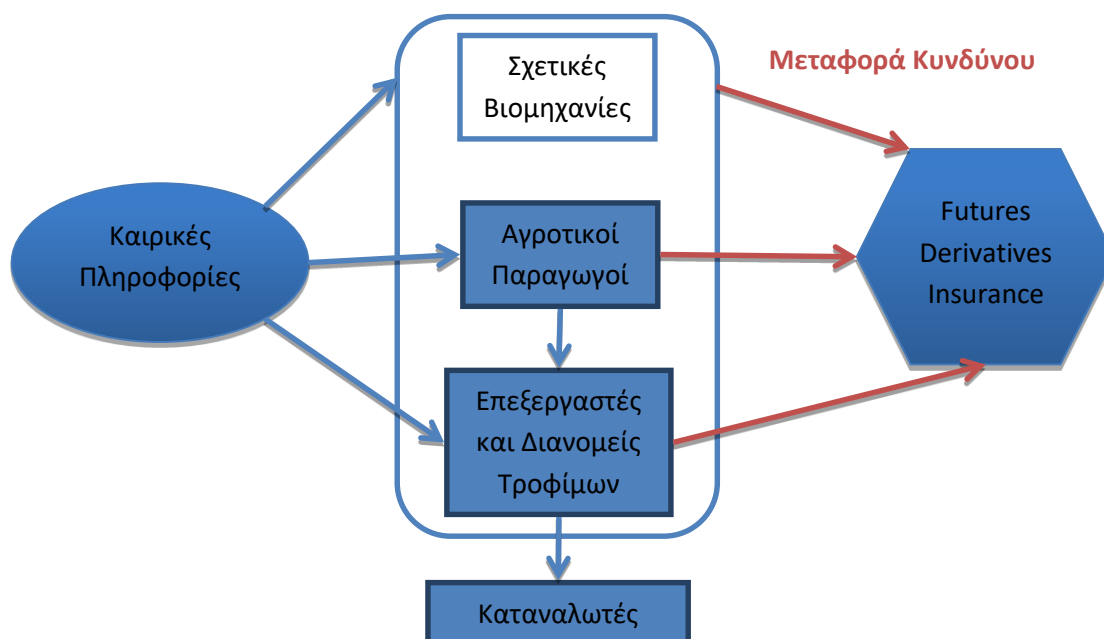 Σχετικές
Βιομηχανίες
Μεταφορά Κυνδύνου
Καιρικές
Πληροφορίες
Αγροτικοί
Παραγωγοί
Futures
Derivatives
Insurance
Επεξεργαστές
και Διανομείς
Τροφίμων
Καταναλωτές